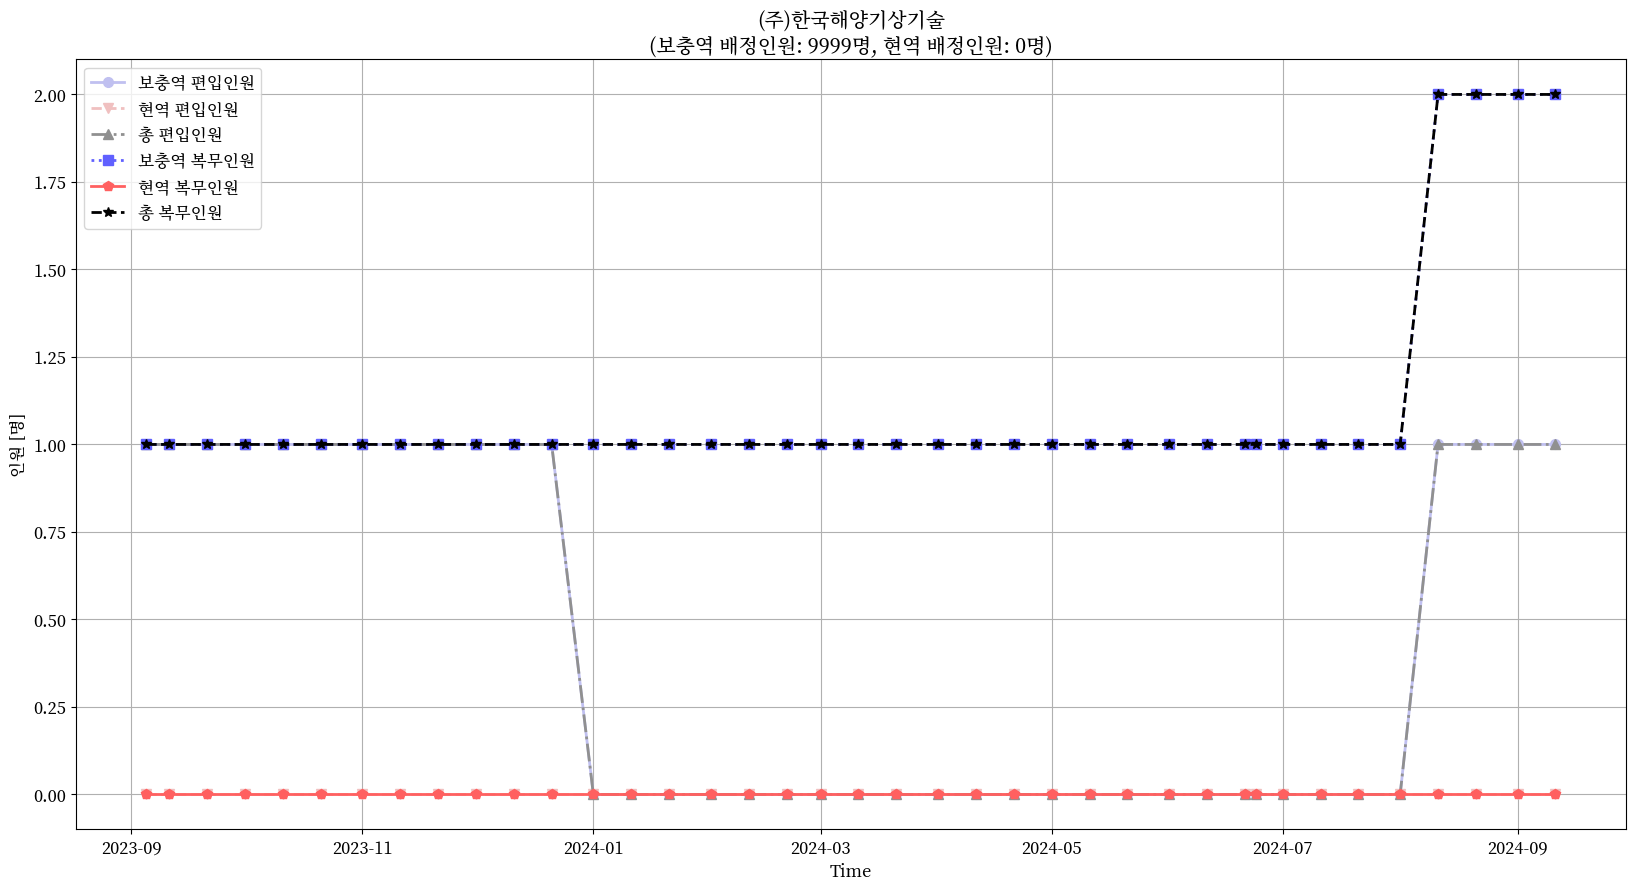 (주)한국해양기상기술
(보충역 배정인원: 9999명, 현역 배정인원: 0명)
보충역 편입인원
현역 편입인원
총 편입인원
보충역 복무인원
현역 복무인원
총 복무인원
2.00
1.75
1.50
1.25
1.00
0.75
0.50
0.25
0.00
인원 [명]
2023-09 2023-11 2024-01 2024-03 2024-05 2024-07 2024-09
Time